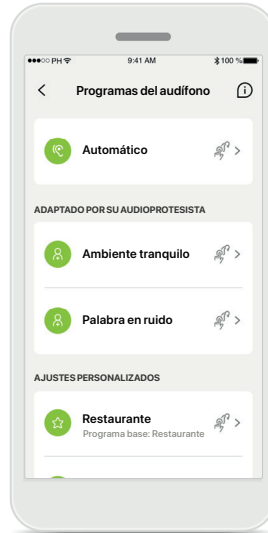 PH 9:41 AM 100 %
Programas del audífono
Automático
ADAPTADO POR SU AUDIOPROTESISTA
Ambiente tranquilo
Palabra en ruido
AJUSTES PERSONALIZADOS
Restaurante
Programa base: Restaurante